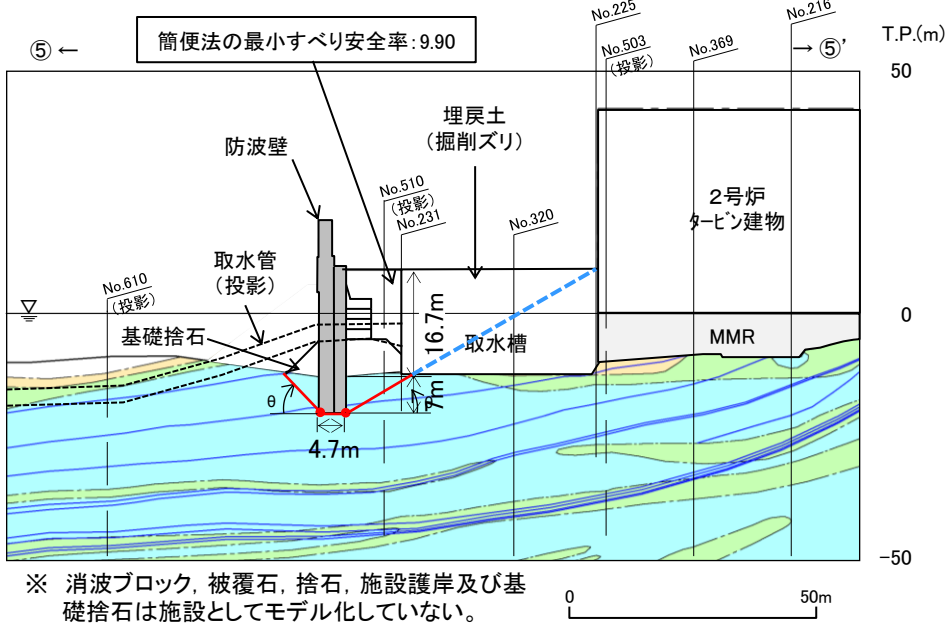 ⑤ ←
簡便法の最小すべり安全率：9.90
No.225
No.503
(投影)
No.369
No.216
→ ⑤’
T.P.(m)
50
埋戻土
(掘削ズリ)
防波壁
No.510
(投影)
No.231
No.320
2号炉
タービン建物
取水管
(投影)
No.610
(投影)
基礎捨石
16.7m
取水槽
MMR
0
θ
θ
7m
4.7m
-50
※ 消波ブロック，被覆石，捨石，施設護岸及び基
礎捨石は施設としてモデル化していない。
0
50m